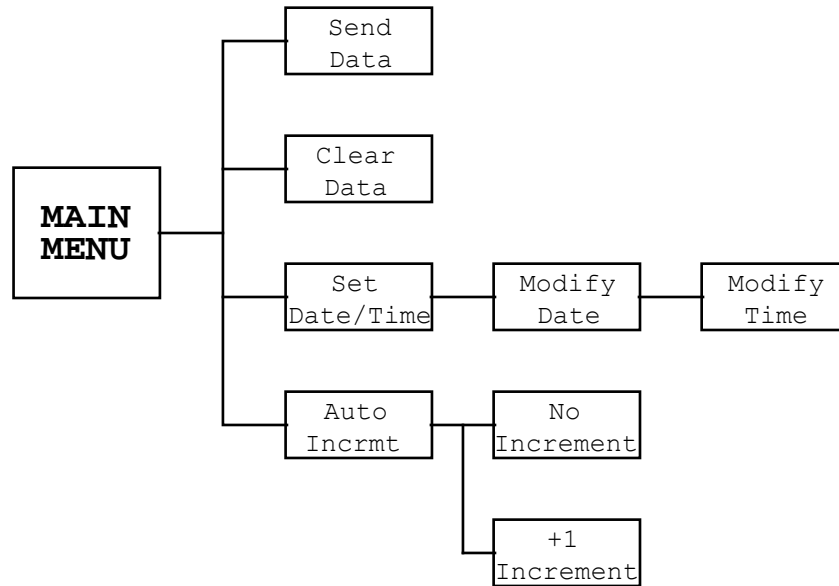 Send
Data
Clear
Data
MAIN
MENU
Set
Date/Time
Modify
Date
Modify
Time
Auto
Incrmt
No
Increment
+1
Increment